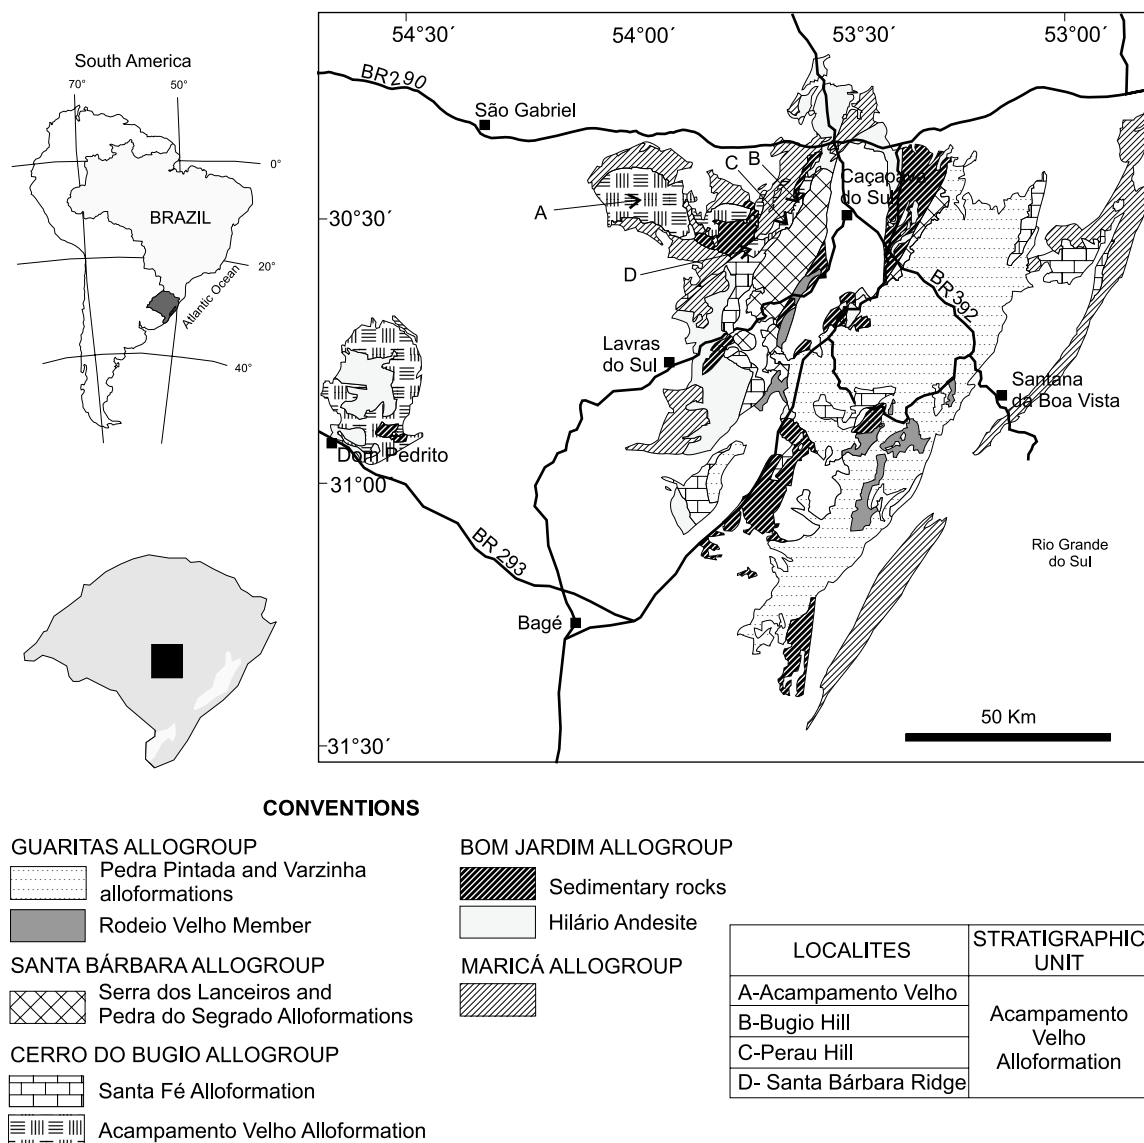 South America
70°
50°
0°
BRAZIL
20°
Atlantic Ocean
40°
54°30´
54°00´
53°30´
53°00´
BR290
São Gabriel
C
B
Caçapava
do Sul
A
30°30´
D
BR392
Lavras
do Sul
Santana
da Boa Vista
Dom Pedrito
31°00´
BR 293
Rio Grande
do Sul
Bagé
50 Km
31°30´
CONVENTIONS
GUARITAS ALLOGROUP
Pedra Pintada and Varzinha
alloformations
Rodeio Velho Member
SANTA BÁRBARA ALLOGROUP
Serra dos Lanceiros and
Pedra do Segrado Alloformations
CERRO DO BUGIO ALLOGROUP
Santa Fé Alloformation
Acampamento Velho Alloformation
BOM JARDIM ALLOGROUP
Sedimentary rocks
Hilário Andesite
MARICÁ ALLOGROUP
LOCALITES
STRATIGRAPHIC
UNIT
A-Acampamento Velho
B-Bugio Hill
C-Perau Hill
D- Santa Bárbara Ridge
Acampamento
Velho
Alloformation